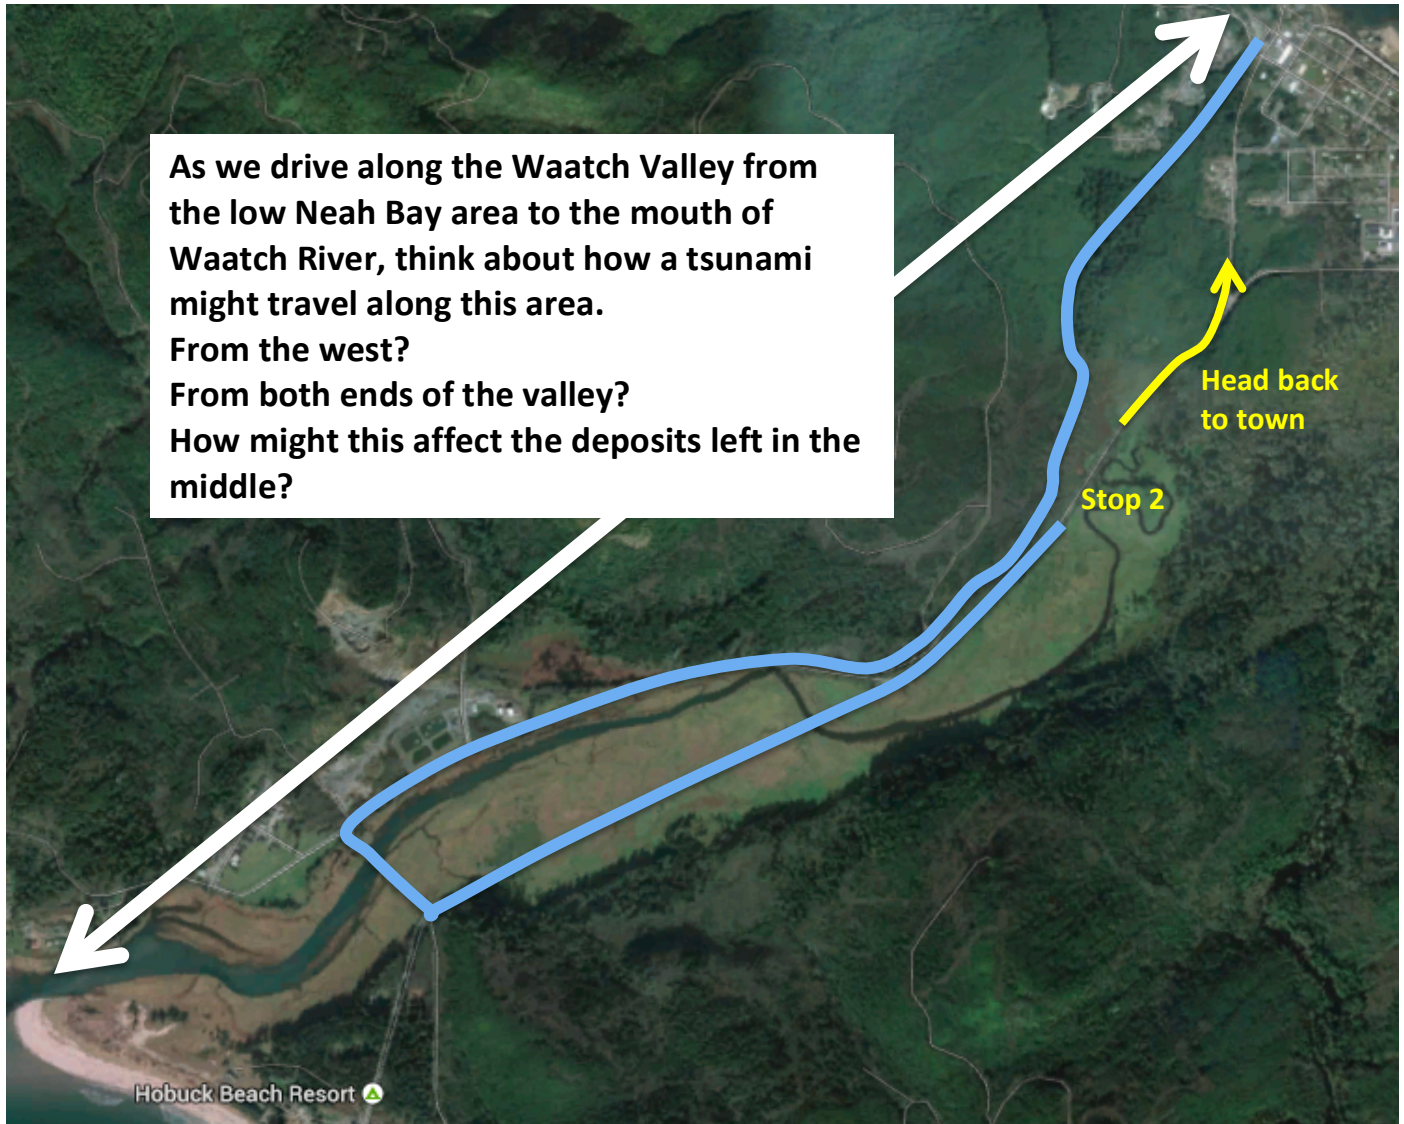 As we drive along the Waatch Valley from
the low Neah Bay area to the mouth of
Waatch River, think about how a tsunami
might travel along this area.
From the west?
From both ends of the valley?
How might this affect the deposits left in the
middle?
Head back
to town
Stop 2
Hobuck Beach Resort